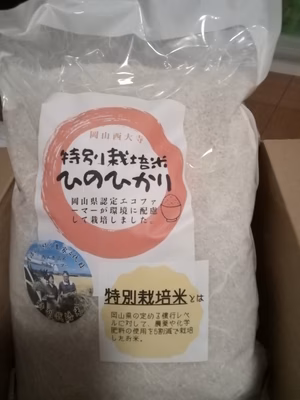 岡山西大寺
特別栽培米
ひのひかり
岡山県認定エコファ
ーマーが環境に配慮
して栽培しました。
特別栽培米とは
岡山県の定める慣行レベ
ルに対して、農薬や化学
肥料の使用を5割減で栽培
したお米。